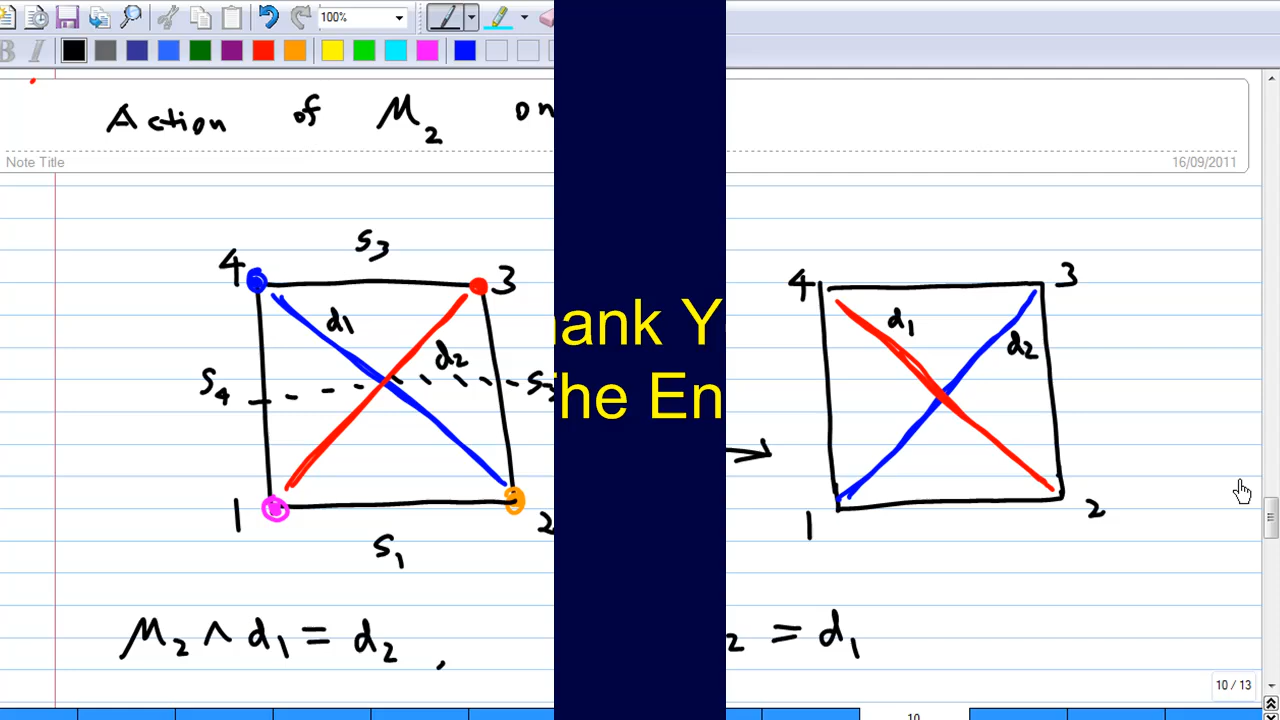 100%
B I
Action of M2 on
Note Title
16/09/2011
S3
4 3
d1
d2
S4
1 2
S1
hank Y
he En
4 3
d1
d2
1 2
M2 ∧ d1 = d2 ,
2 = d1
10 / 13
10